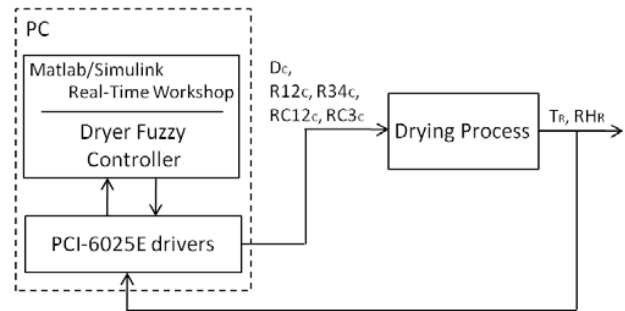 PC
Matlab/Simulink
Real-Time Workshop
Dryer Fuzzy
Controller
PCI-6025E drivers
Dc,
R12c, R34c,
RC12c, RC3c
Drying Process
TR, RHR